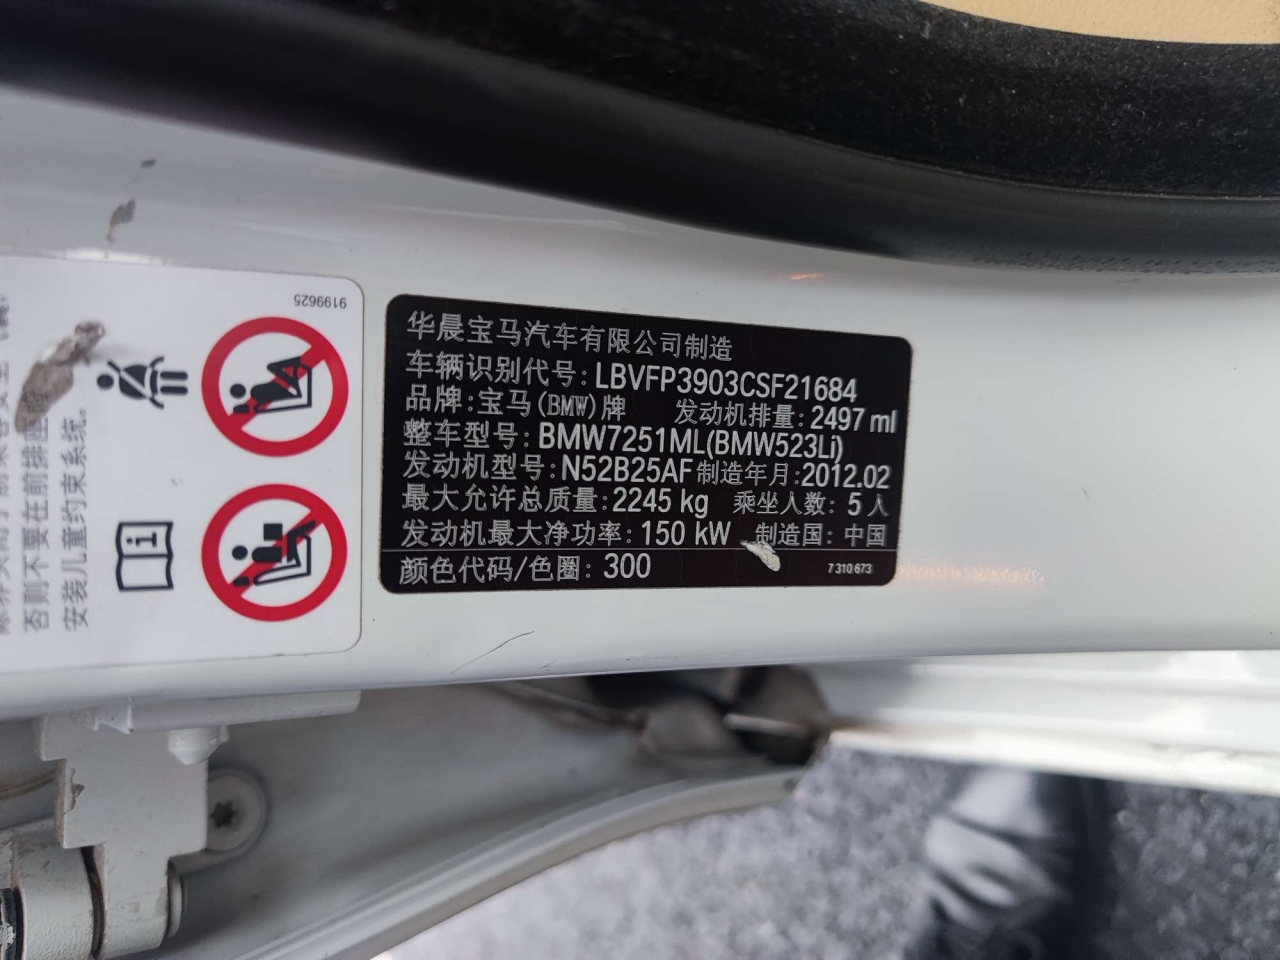 华晨宝马汽车有限公司制造
车辆识别代号: LBVFP3903CSF21684
品牌: 宝马(BMW)牌 发动机排量: 2497 ml
整车型号: BMW7251ML(BMW523Li)
发动机型号: N52B25AF 制造年月: 2012.02
最大允许总质量: 2245 kg 乘坐人数: 5人
发动机最大净功率: 150 kW 制造国: 中国
颜色代码/色圈: 300 7 310 673
9199625
否则不要在前排座
安装儿童约束系统。